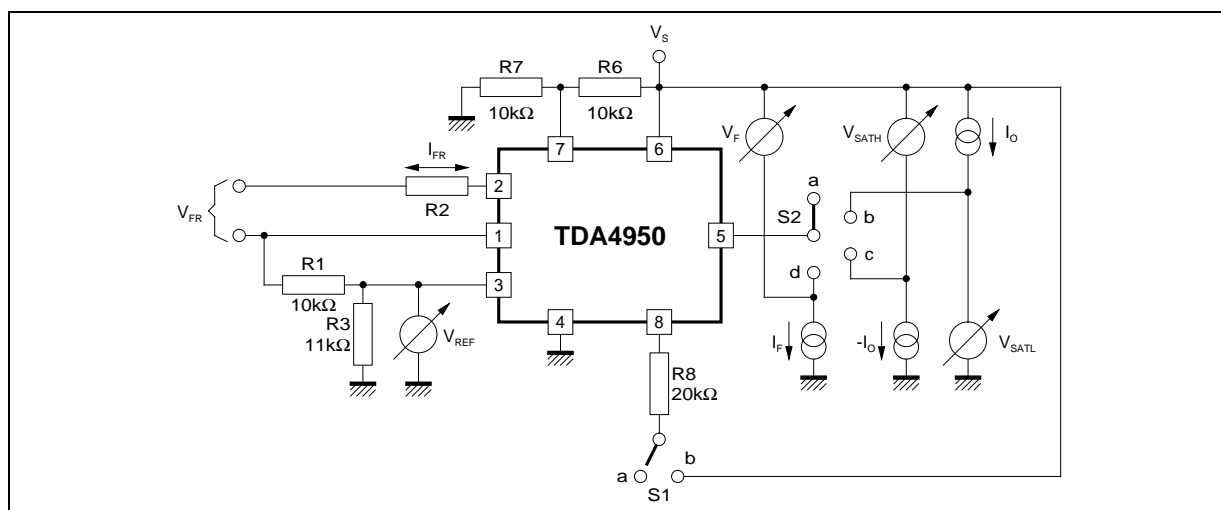 V_S
R7
R6
10kΩ
10kΩ
V_F
V_SATH
I_O
I_FR
7
6
2
R2
V_FR
a
S2
b
1
TDA4950
5
c
R1
d
3
10kΩ
R3
11kΩ
V_REF
4
8
I_F
-I_O
V_SATL
R8
20kΩ
a
b
S1